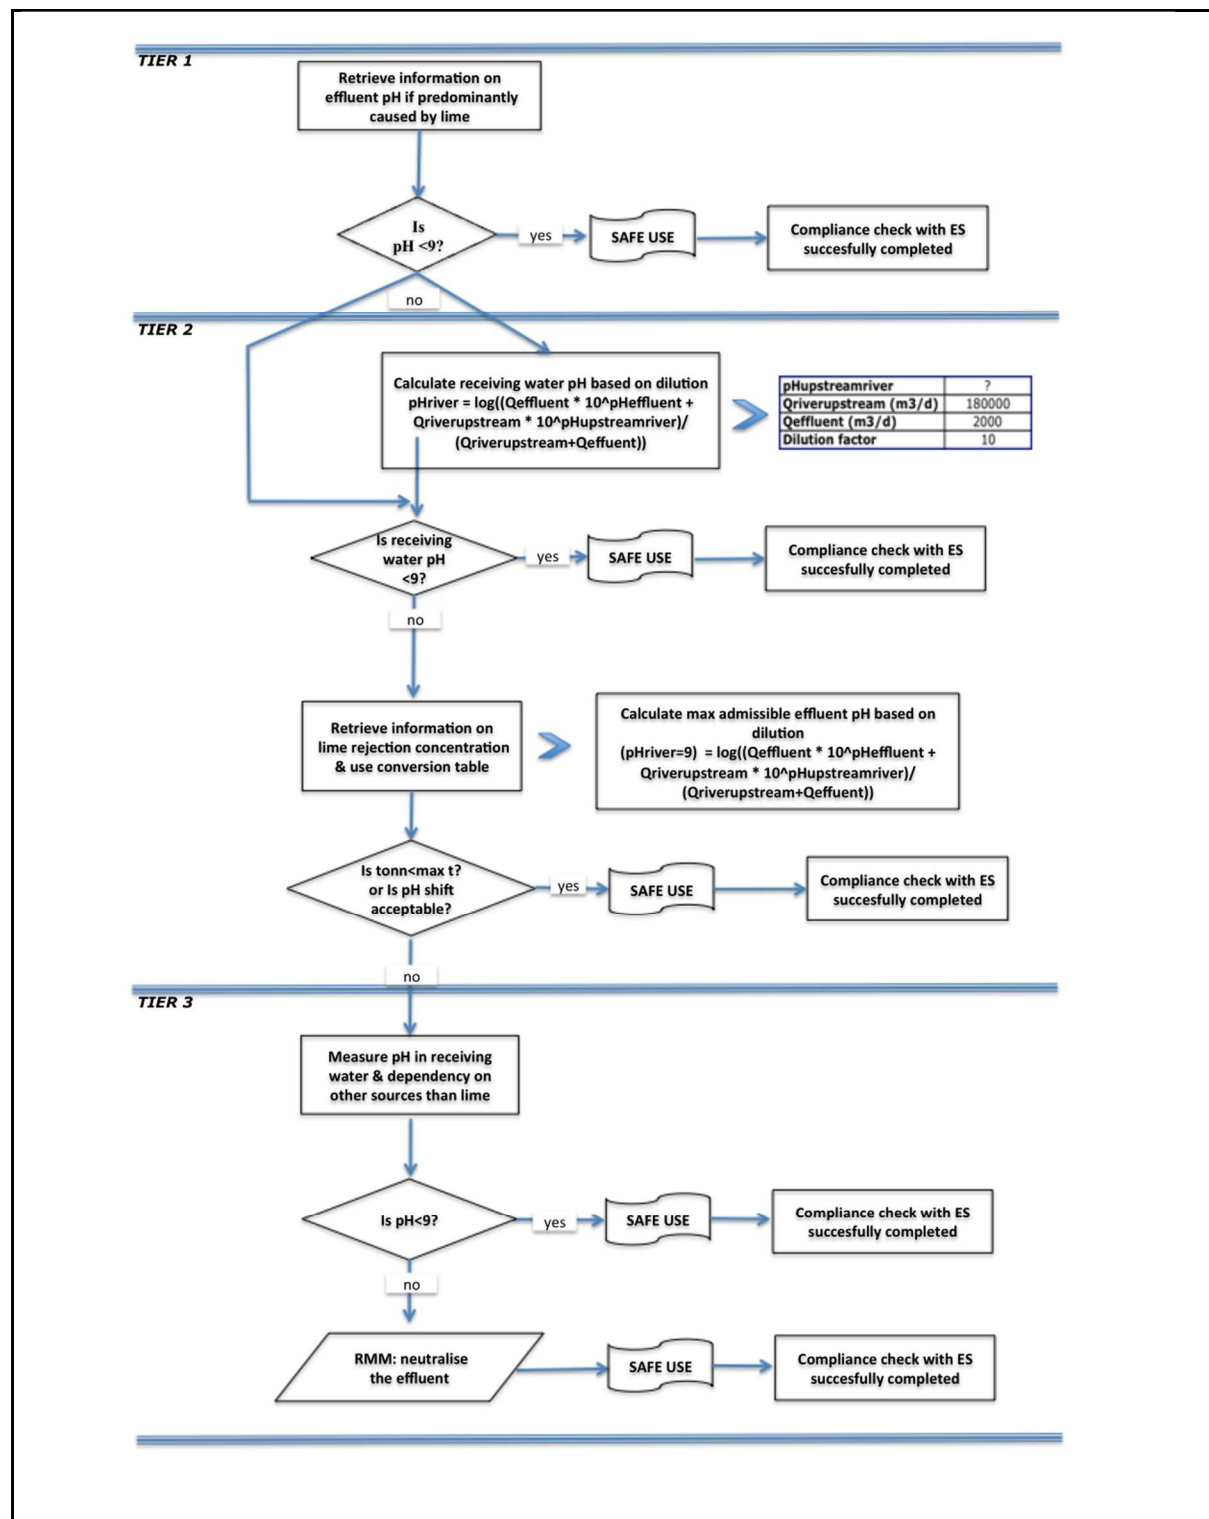 TIER 1
Retrieve information on
effluent pH if predominantly
caused by lime
Is
pH <9?
yes
SAFE USE
Compliance check with ES
succesfully completed
no
TIER 2
Calculate receiving water pH based on dilution
pHriver = log((Qeffluent * 10^pHeffluent +
Qriverupstream * 10^pHupstreamriver)/
(Qriverupstream+Qeffuent))
pHupstreamriver ?
Qriverupstream (m3/d) 180000
Qeffluent (m3/d) 2000
Dilution factor 10
Is receiving
water pH
<9?
yes
SAFE USE
Compliance check with ES
succesfully completed
no
Retrieve information on
lime rejection concentration
& use conversion table
Calculate max admissible effluent pH based on
dilution
(pHriver=9) = log((Qeffluent * 10^pHeffluent +
Qriverupstream * 10^pHupstreamriver)/
(Qriverupstream+Qeffuent))
Is tonn<max t?
or Is pH shift
acceptable?
yes
SAFE USE
Compliance check with ES
succesfully completed
no
TIER 3
Measure pH in receiving
water & dependency on
other sources than lime
Is pH<9?
yes
SAFE USE
Compliance check with ES
succesfully completed
no
RMM: neutralise
the effluent
SAFE USE
Compliance check with ES
succesfully completed